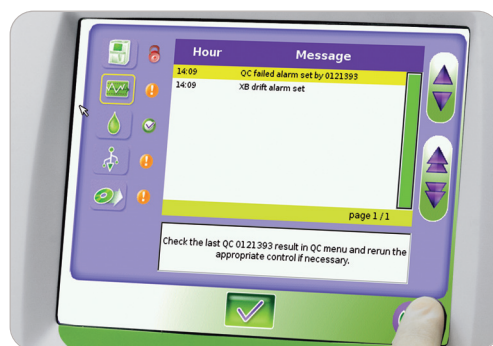 Hour Message
14:09 QC failed alarm set by 0121393
14:09 XB drift alarm set
page 1 / 1
Check the last QC 0121393 result in QC menu and rerun the
appropriate control if necessary.